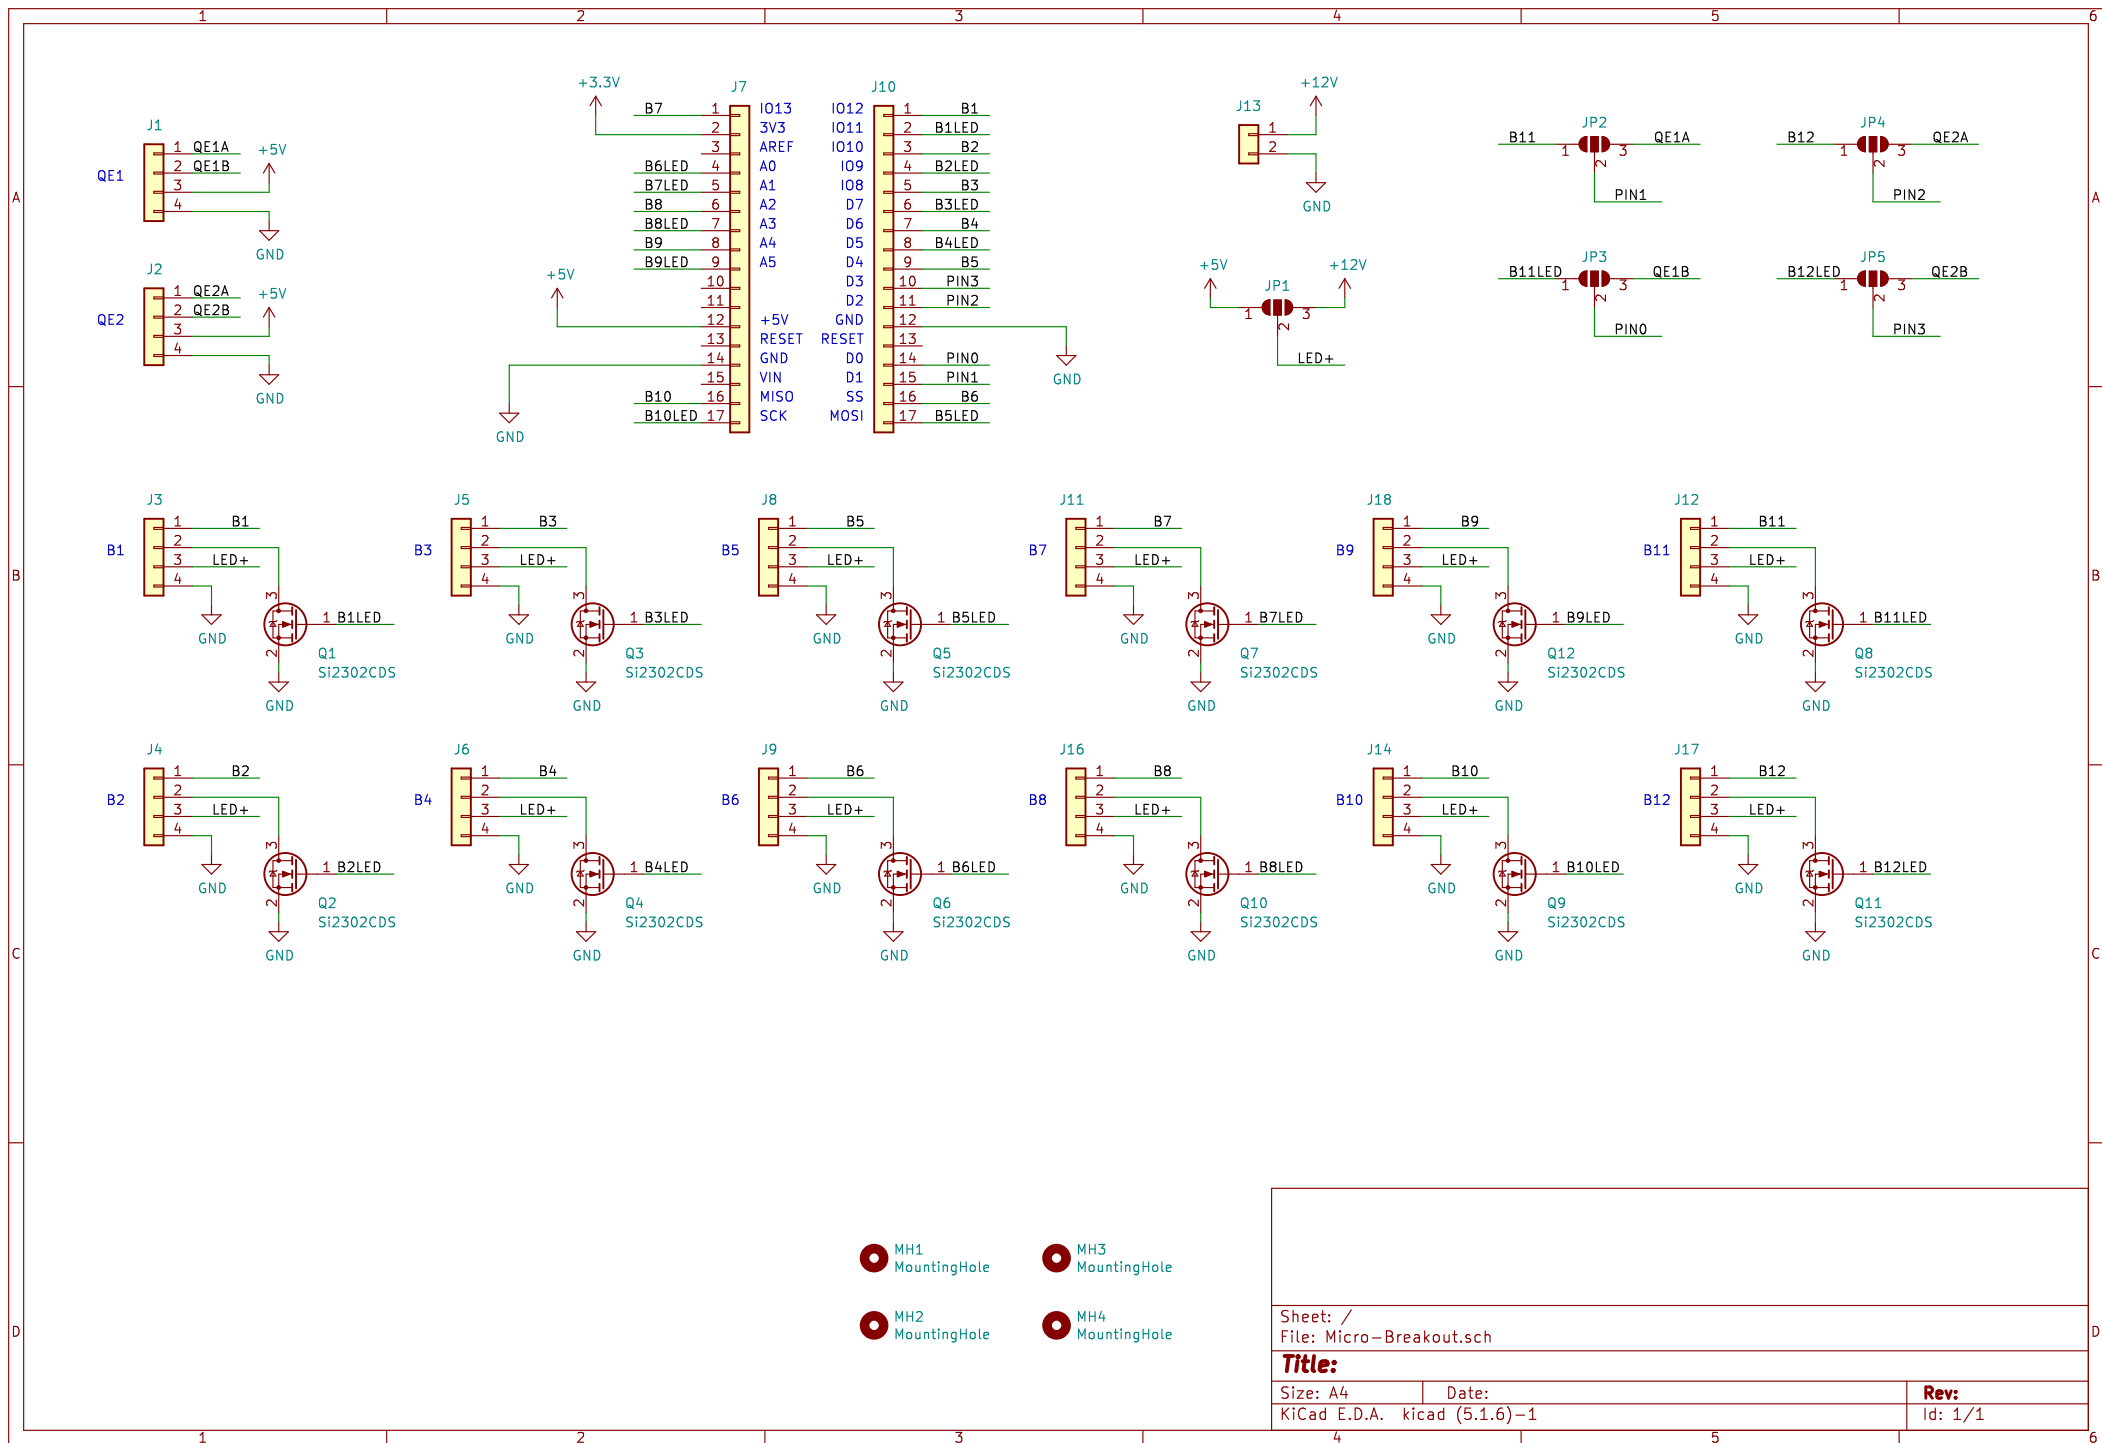 1 2 3 4 5 6
A B C D
A B C D
1 2 3 4 5 6
J1
QE1
1 QE1A
2 QE1B
3
4
+5V
GND
J2
QE2
1 QE2A
2 QE2B
3
4
+5V
GND
+3.3V
+5V
GND
J7
B7 1 IO13
2 3V3
3 AREF
B6LED 4 A0
B7LED 5 A1
B8 6 A2
B8LED 7 A3
B9 8 A4
B9LED 9 A5
10
11
12 +5V
13 RESET
14 GND
15 VIN
B10 16 MISO
B10LED 17 SCK
J10
IO12 1 B1
IO11 2 B1LED
IO10 3 B2
IO9 4 B2LED
IO8 5 B3
D7 6 B3LED
D6 7 B4
D5 8 B4LED
D4 9 B5
D3 10 PIN3
D2 11 PIN2
GND 12
RESET 13
D0 14 PIN0
D1 15 PIN1
SS 16 B6
MOSI 17 B5LED
GND
J13
1
2
+12V
GND
+5V
+12V
JP1
1 2 3
LED+
JP2
B11 1 2 3 QE1A
PIN1
JP4
B12 1 2 3 QE2A
PIN2
JP3
B11LED 1 2 3 QE1B
PIN0
JP5
B12LED 1 2 3 QE2B
PIN3
J3
B1
1 B1
2
3 LED+
4
GND
3
1 B1LED
2
Q1
Si2302CDS
GND
J5
B3
1 B3
2
3 LED+
4
GND
3
1 B3LED
2
Q3
Si2302CDS
GND
J8
B5
1 B5
2
3 LED+
4
GND
3
1 B5LED
2
Q5
Si2302CDS
GND
J11
B7
1 B7
2
3 LED+
4
GND
3
1 B7LED
2
Q7
Si2302CDS
GND
J18
B9
1 B9
2
3 LED+
4
GND
3
1 B9LED
2
Q12
Si2302CDS
GND
J12
B11
1 B11
2
3 LED+
4
GND
3
1 B11LED
2
Q8
Si2302CDS
GND
J4
B2
1 B2
2
3 LED+
4
GND
3
1 B2LED
2
Q2
Si2302CDS
GND
J6
B4
1 B4
2
3 LED+
4
GND
3
1 B4LED
2
Q4
Si2302CDS
GND
J9
B6
1 B6
2
3 LED+
4
GND
3
1 B6LED
2
Q6
Si2302CDS
GND
J16
B8
1 B8
2
3 LED+
4
GND
3
1 B8LED
2
Q10
Si2302CDS
GND
J14
B10
1 B10
2
3 LED+
4
GND
3
1 B10LED
2
Q9
Si2302CDS
GND
J17
B12
1 B12
2
3 LED+
4
GND
3
1 B12LED
2
Q11
Si2302CDS
GND
MH1
MountingHole
MH3
MountingHole
MH2
MountingHole
MH4
MountingHole
Sheet: /
File: Micro-Breakout.sch
Title:
Size: A4 Date: Rev:
KiCad E.D.A. kicad (5.1.6)-1 Id: 1/1